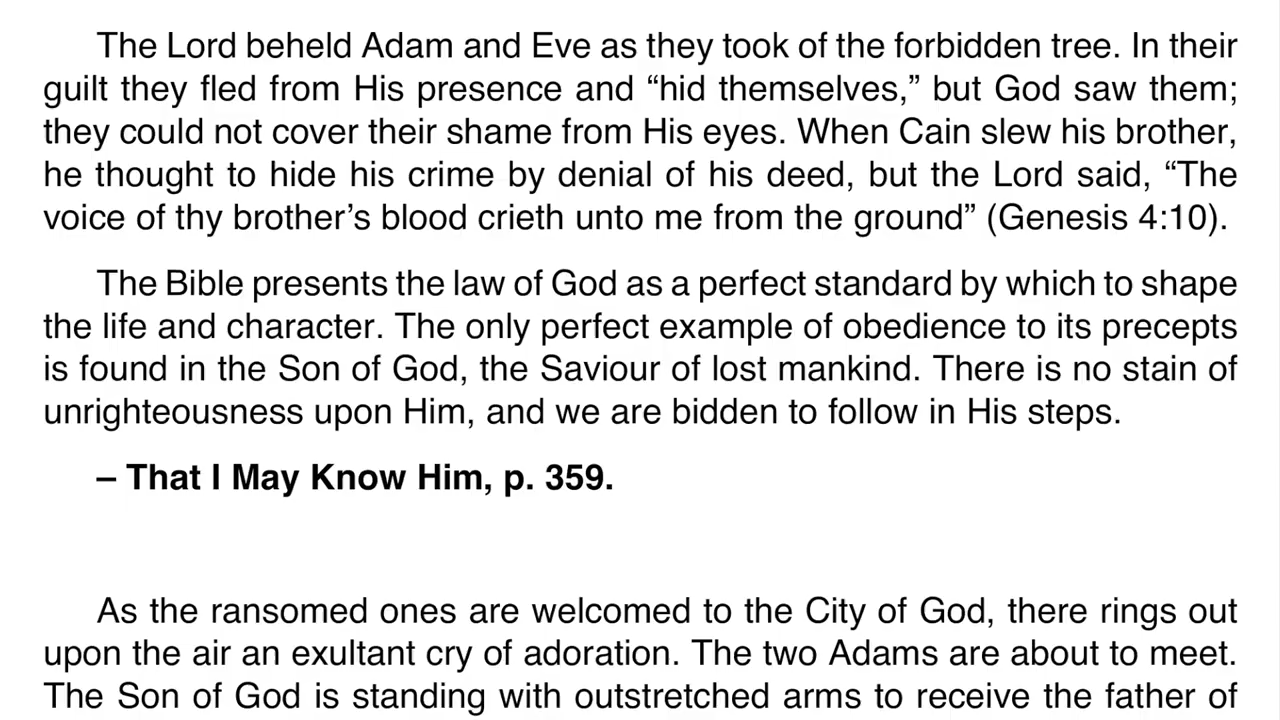 The Lord beheld Adam and Eve as they took of the forbidden tree. In their
guilt they fled from His presence and “hid themselves,” but God saw them;
they could not cover their shame from His eyes. When Cain slew his brother,
he thought to hide his crime by denial of his deed, but the Lord said, “The
voice of thy brother’s blood crieth unto me from the ground” (Genesis 4:10).
The Bible presents the law of God as a perfect standard by which to shape
the life and character. The only perfect example of obedience to its precepts
is found in the Son of God, the Saviour of lost mankind. There is no stain of
unrighteousness upon Him, and we are bidden to follow in His steps.
– That I May Know Him, p. 359.
As the ransomed ones are welcomed to the City of God, there rings out
upon the air an exultant cry of adoration. The two Adams are about to meet.
The Son of God is standing with outstretched arms to receive the father of